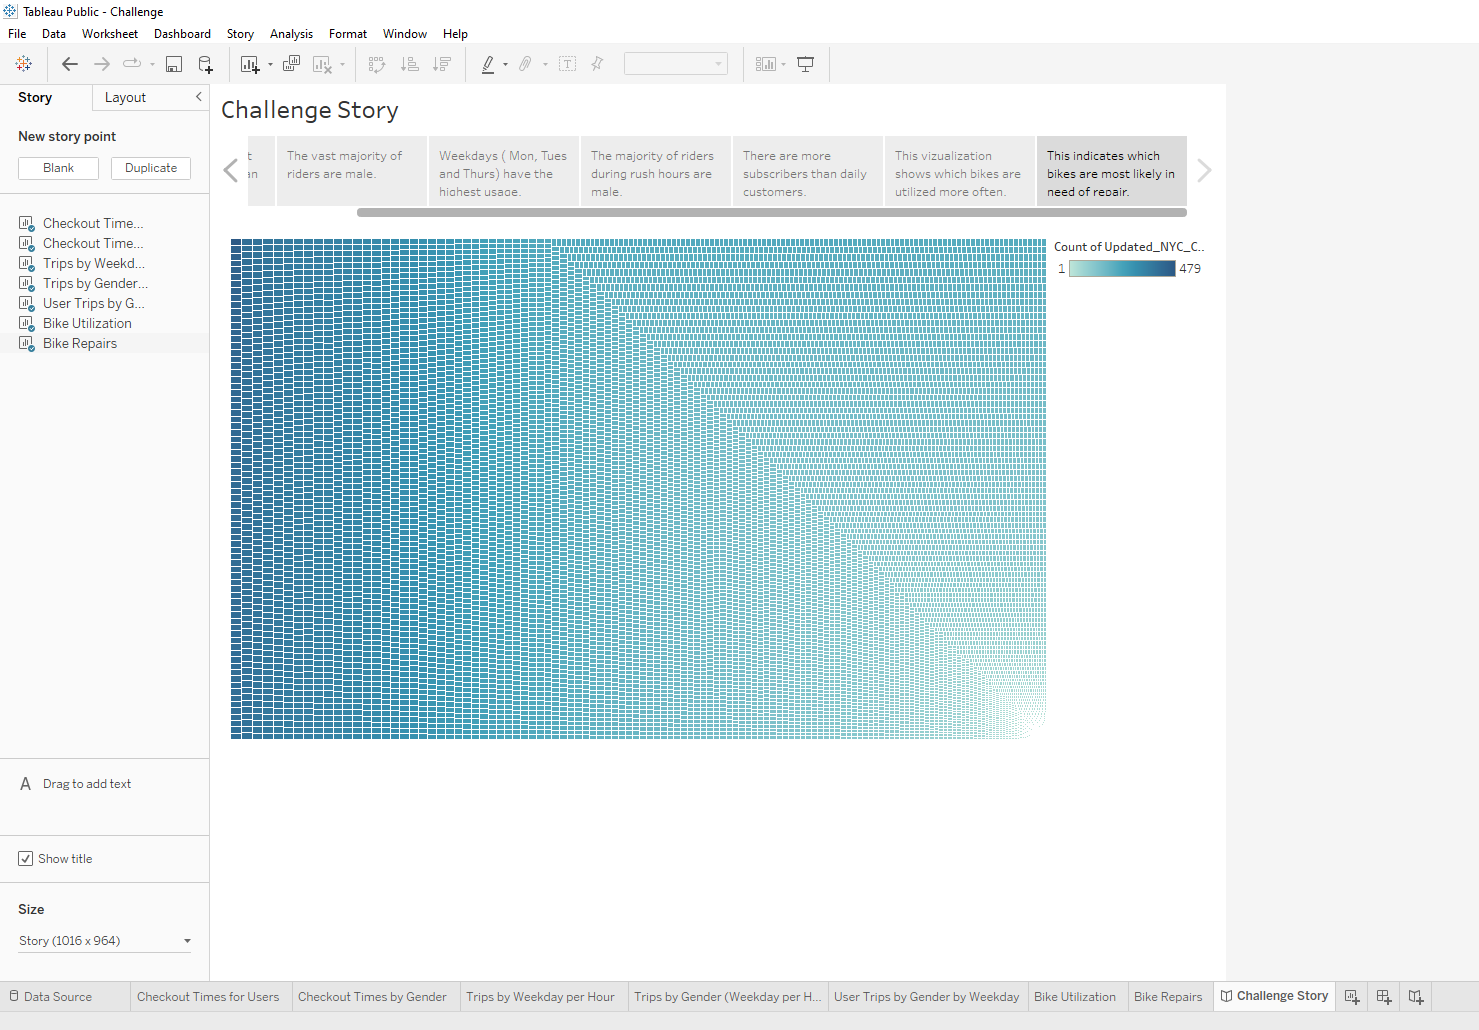 Tableau Public - Challenge
File Data Worksheet Dashboard Story Analysis Format Window Help
Story Layout
New story point
Blank Duplicate
Checkout Time...
Checkout Time...
Trips by Weekd...
Trips by Gender...
User Trips by G...
Bike Utilization
Bike Repairs
A Drag to add text
Show title
Size
Story (1016 x 964)
Challenge Story
t
an
The vast majority of
riders are male.
Weekdays ( Mon, Tues
and Thurs) have the
highest usage.
The majority of riders
during rush hours are
male.
There are more
subscribers than daily
customers.
This vizualization
shows which bikes are
utilized more often.
This indicates which
bikes are most likely in
need of repair.
Count of Updated_NYC_C..
1 479
Data Source Checkout Times for Users Checkout Times by Gender Trips by Weekday per Hour Trips by Gender (Weekday per H... User Trips by Gender by Weekday Bike Utilization Bike Repairs Challenge Story